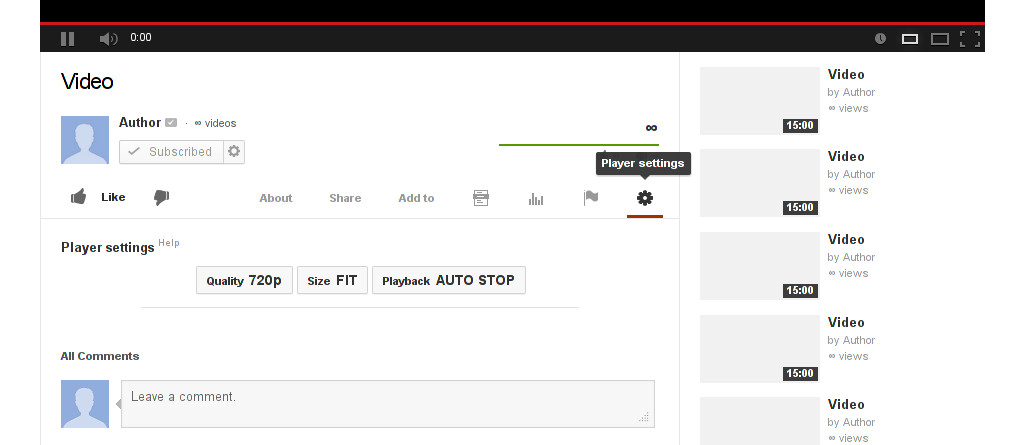 0:00
Video
Author · ∞ videos
Subscribed
∞
Player settings
Like About Share Add to
Player settings Help
Quality 720p Size FIT Playback AUTO STOP
All Comments
Leave a comment.
Video
by Author
∞ views
15:00
Video
by Author
∞ views
15:00
Video
by Author
∞ views
15:00
Video
by Author
∞ views
15:00
Video
by Author
∞ views